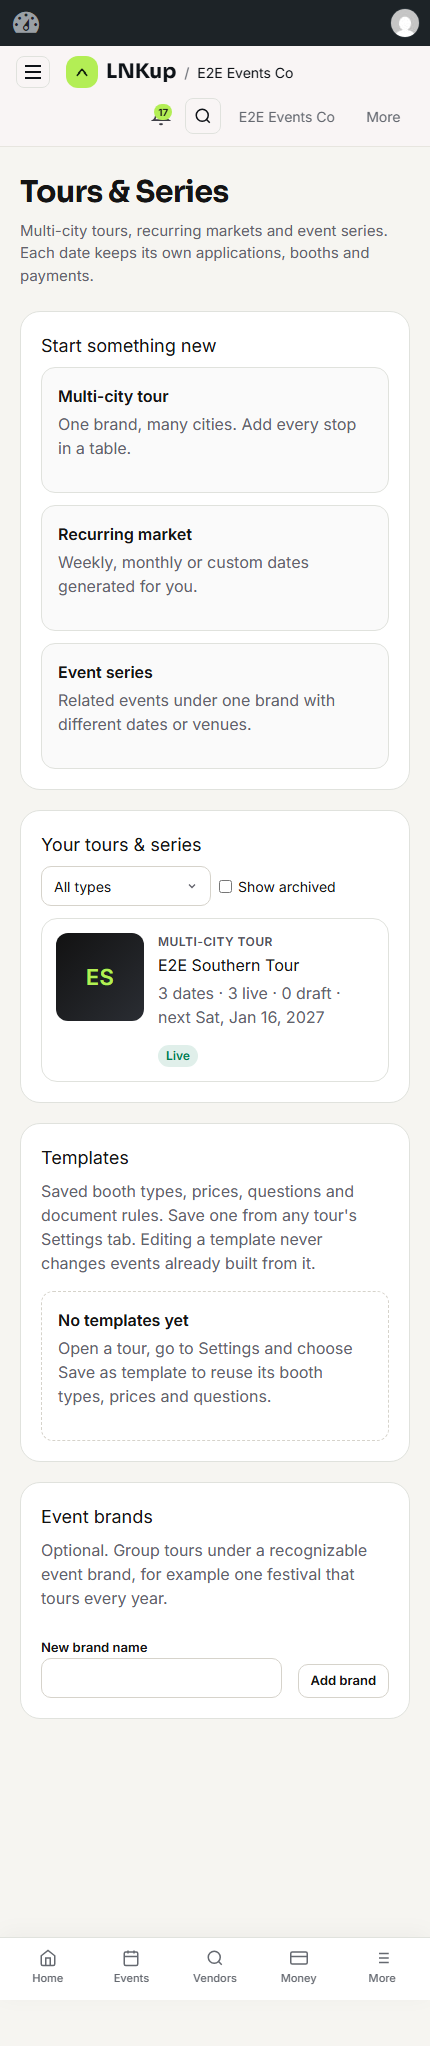 LNKup / E2E Events Co
17
E2E Events Co
More
Tours & Series
Multi-city tours, recurring markets and event series.
Each date keeps its own applications, booths and
payments.
Start something new
Multi-city tour
One brand, many cities. Add every stop
in a table.
Recurring market
Weekly, monthly or custom dates
generated for you.
Event series
Related events under one brand with
different dates or venues.
Your tours & series
All types
Show archived
ES
MULTI-CITY TOUR
E2E Southern Tour
3 dates · 3 live · 0 draft ·
next Sat, Jan 16, 2027
Live
Templates
Saved booth types, prices, questions and
document rules. Save one from any tour's
Settings tab. Editing a template never
changes events already built from it.
No templates yet
Open a tour, go to Settings and choose
Save as template to reuse its booth
types, prices and questions.
Event brands
Optional. Group tours under a recognizable
event brand, for example one festival that
tours every year.
New brand name
Add brand
Home
Events
Vendors
Money
More